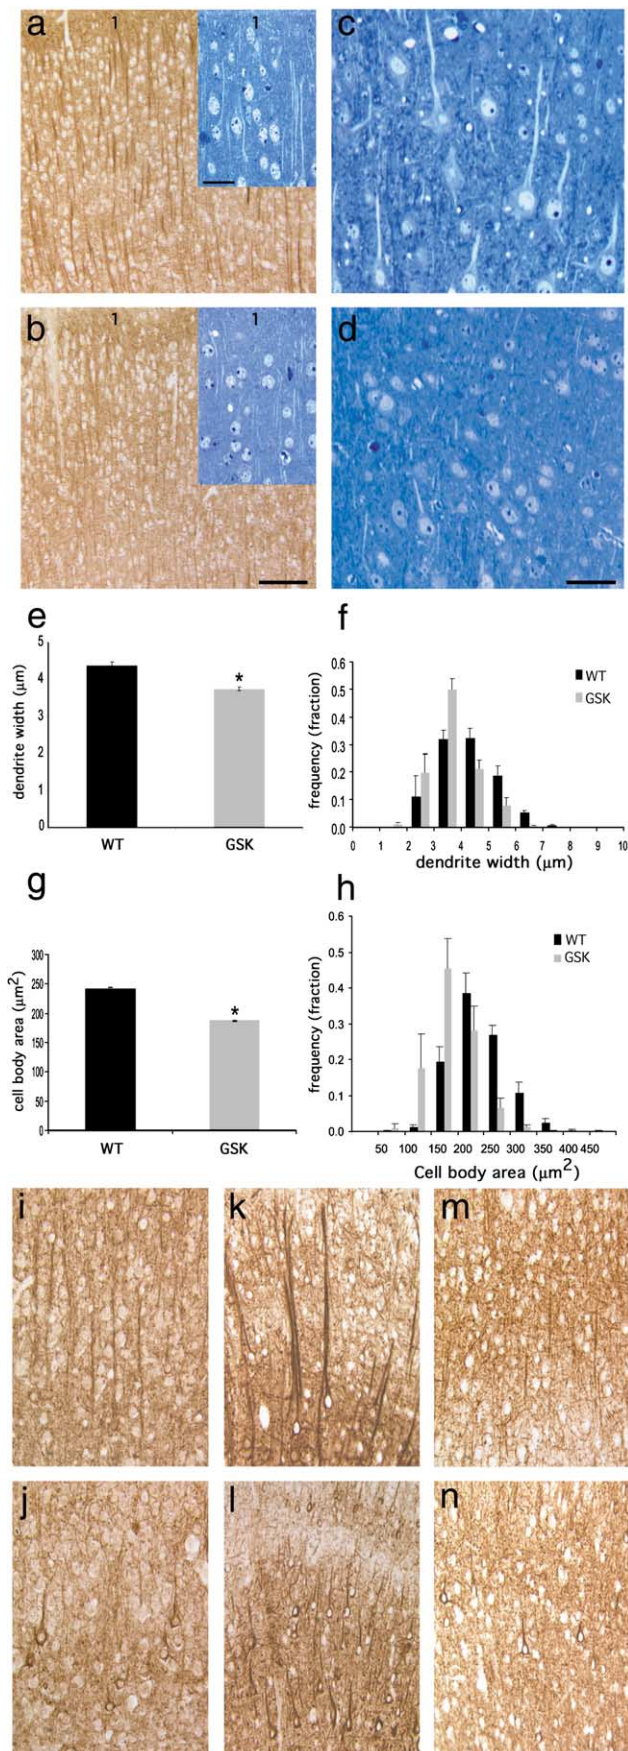 a 1 1 c
b 1 1 d
e
5
4
3
2
1
0
dendrite width (μm)
*
WT GSK
f
0.6
0.5
0.4
0.3
0.2
0.1
0.0
frequency (fraction)
WT
GSK
0 1 2 3 4 5 6 7 8 9 10
dendrite width (μm)
g
300
250
200
150
100
50
0
cell body area (μm²)
*
WT GSK
h
0.6
0.5
0.4
0.3
0.2
0.1
0.0
frequency (fraction)
WT
GSK
50 100 150 200 250 300 350 400 450
Cell body area (μm²)
i k m
j l n